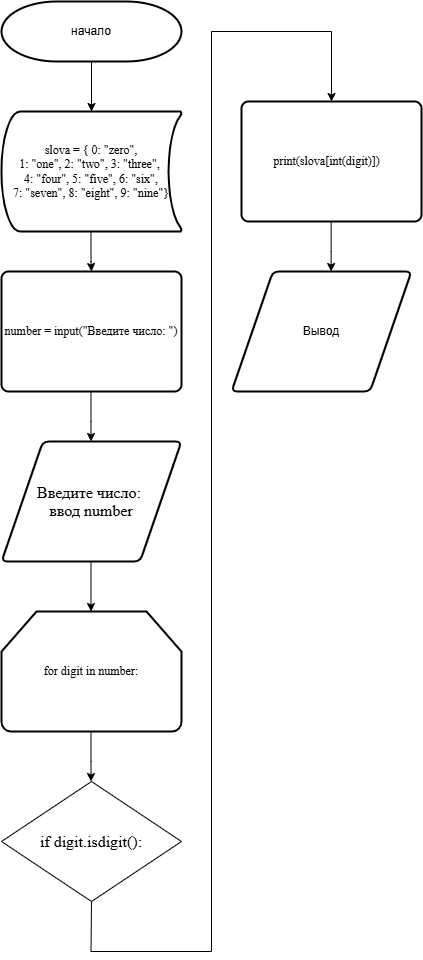 начало
slova = { 0: "zero",
1: "one", 2: "two", 3: "three",
4: "four", 5: "five", 6: "six",
7: "seven", 8: "eight", 9: "nine"}
number = input("Введите число: ")
Введите число:
ввод number
for digit in number:
if digit.isdigit():
print(slova[int(digit)])
Вывод